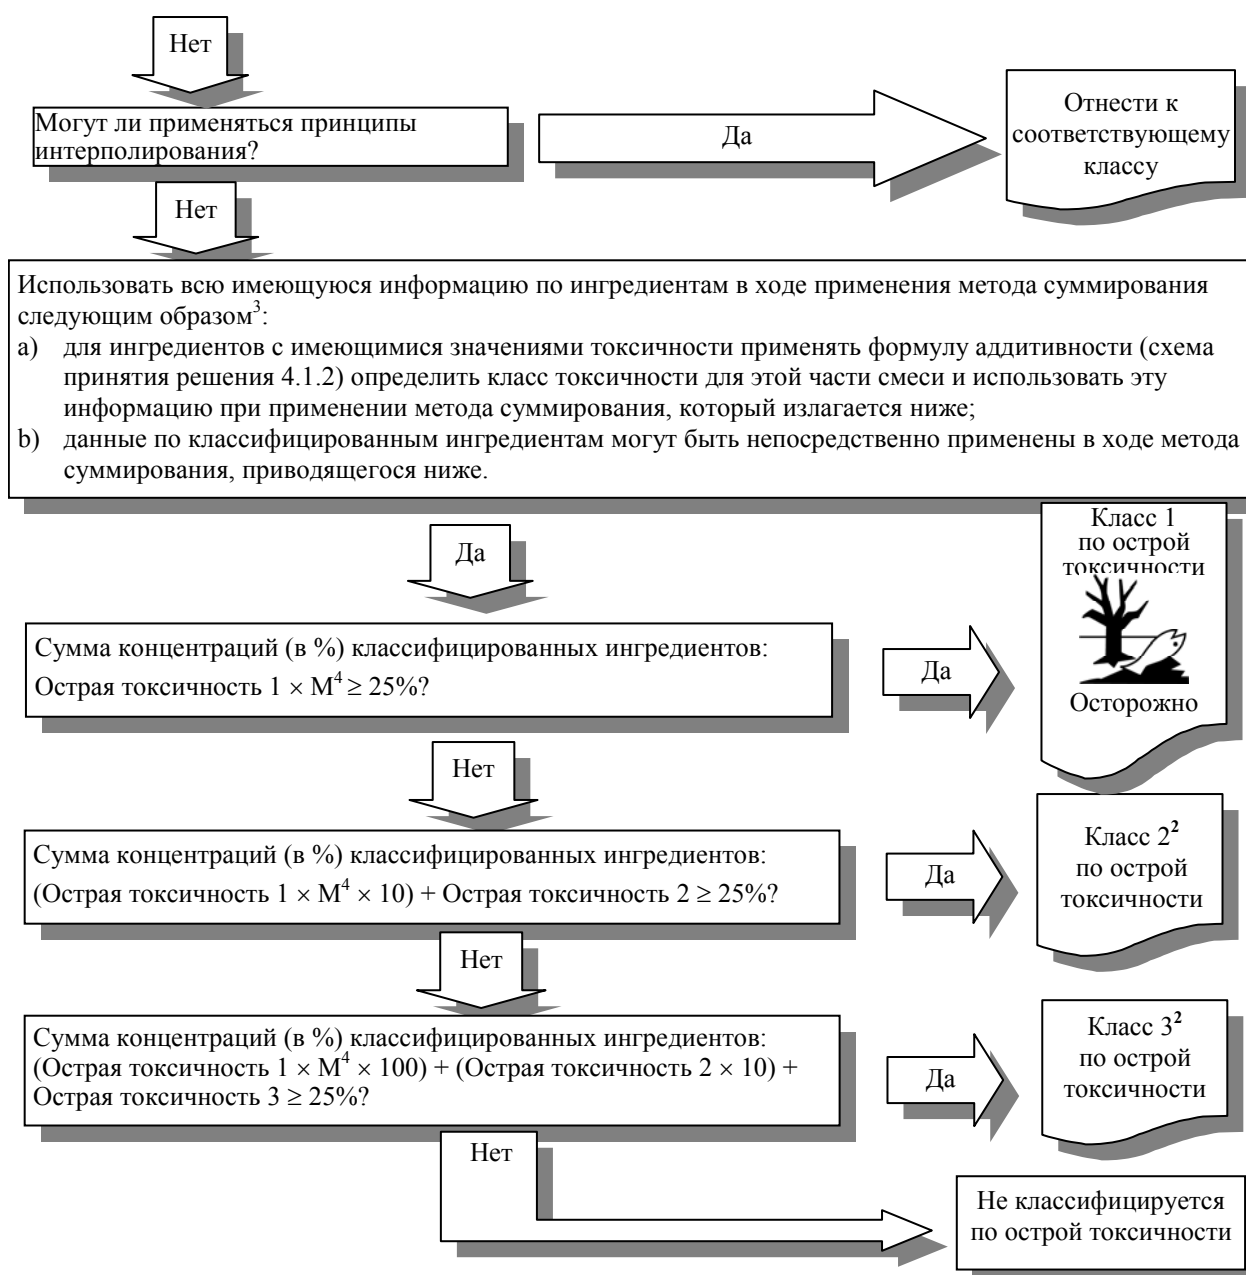 Нет
Могут ли применяться принципы
интерполирования?
Да
Отнести к
соответствующему
классу
Нет
Использовать всю имеющуюся информацию по ингредиентам в ходе применения метода суммирования
следующим образом³:
a) для ингредиентов с имеющимися значениями токсичности применять формулу аддитивности (схема
принятия решения 4.1.2) определить класс токсичности для этой части смеси и использовать эту
информацию при применении метода суммирования, который излагается ниже;
b) данные по классифицированным ингредиентам могут быть непосредственно применены в ходе метода
суммирования, приводящегося ниже.
Да
Сумма концентраций (в %) классифицированных ингредиентов:
Острая токсичность 1 × M⁴ ≥ 25%?
Да
Класс 1
по острой
токсичности
Осторожно
Нет
Сумма концентраций (в %) классифицированных ингредиентов:
(Острая токсичность 1 × M⁴ × 10) + Острая токсичность 2 ≥ 25%?
Да
Класс 2²
по острой
токсичности
Нет
Сумма концентраций (в %) классифицированных ингредиентов:
(Острая токсичность 1 × M⁴ × 100) + (Острая токсичность 2 × 10) +
Острая токсичность 3 ≥ 25%?
Да
Класс 3²
по острой
токсичности
Нет
Не классифицируется
по острой токсичности